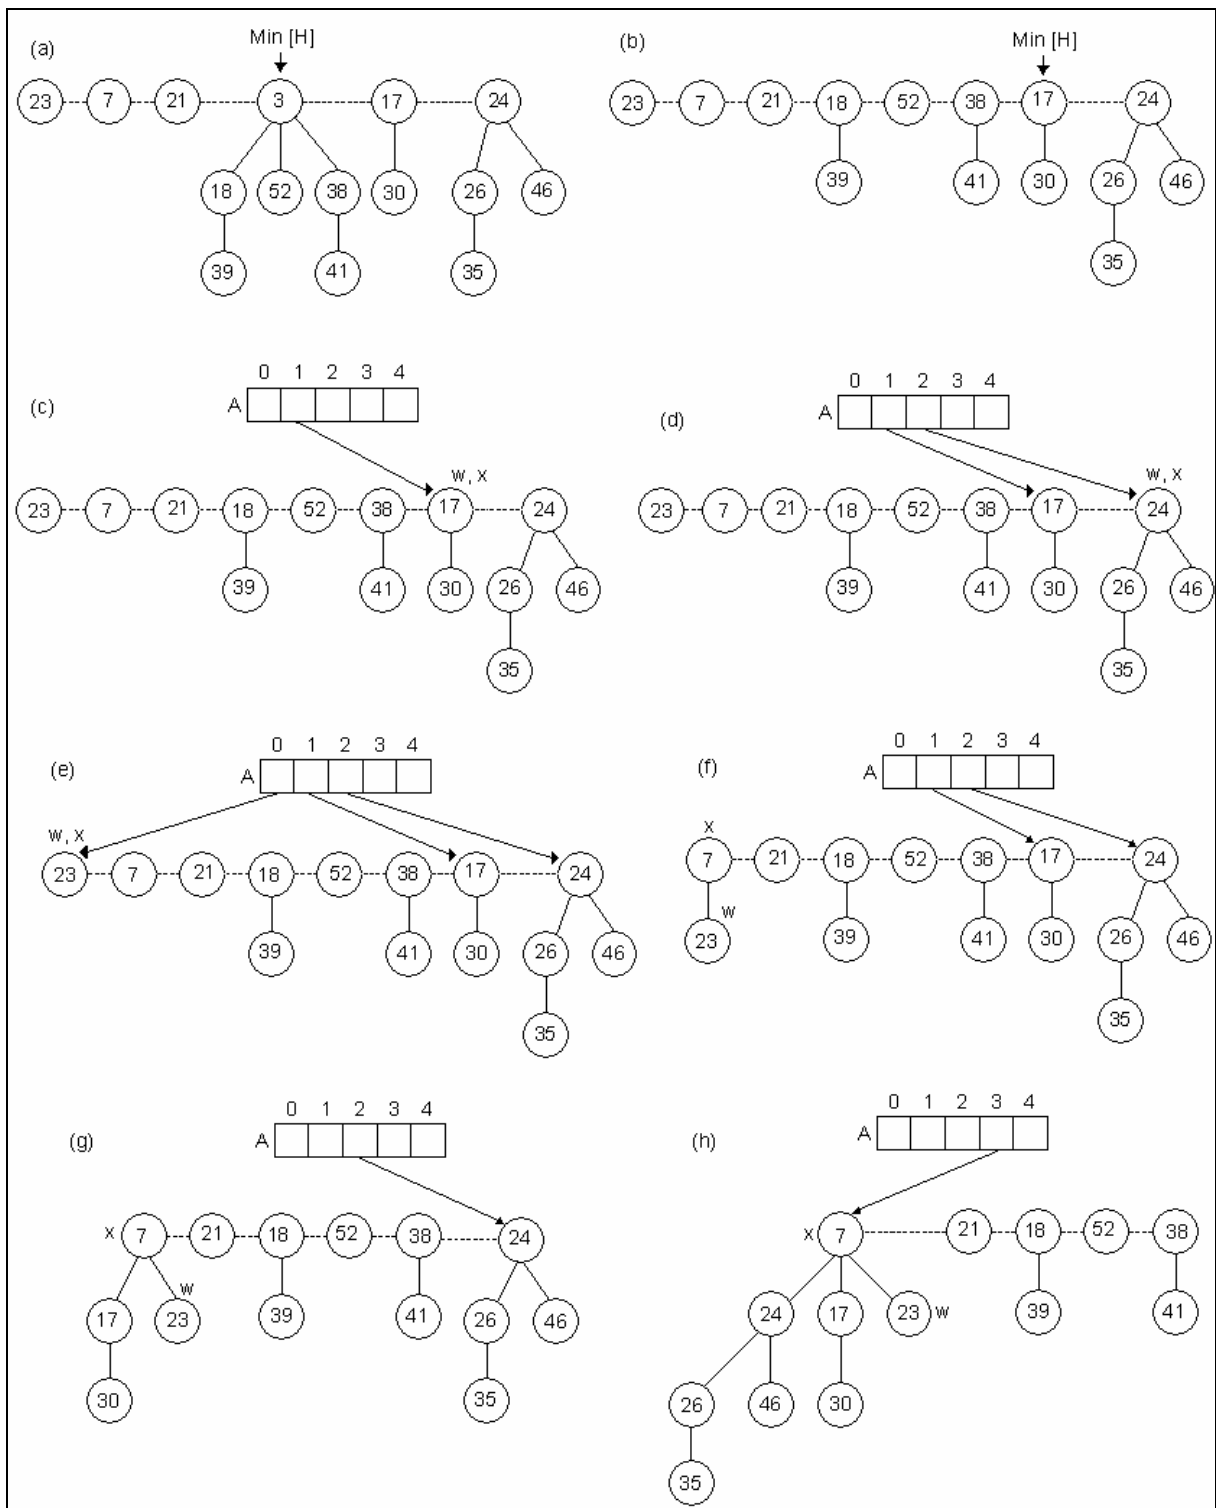 (a)
Min [H]
23 7 21 3 17 24
18 52 38 30 26 46
39 41 35
(b)
Min [H]
23 7 21 18 52 38 17 24
39 41 30 26 46
35
(c)
0 1 2 3 4
A
w, x
23 7 21 18 52 38 17 24
39 41 30 26 46
35
(d)
0 1 2 3 4
A
w, x
23 7 21 18 52 38 17 24
39 41 30 26 46
35
(e)
0 1 2 3 4
A
w, x
23 7 21 18 52 38 17 24
39 41 30 26 46
35
(f)
0 1 2 3 4
A
x
7 21 18 52 38 17 24
w
23 39 41 30 26 46
35
(g)
0 1 2 3 4
A
x 7 21 18 52 38 24
w
17 23 39 41 26 46
30 35
(h)
0 1 2 3 4
A
x 7 21 18 52 38
24 17 23 w 39 41
26 46 30
35